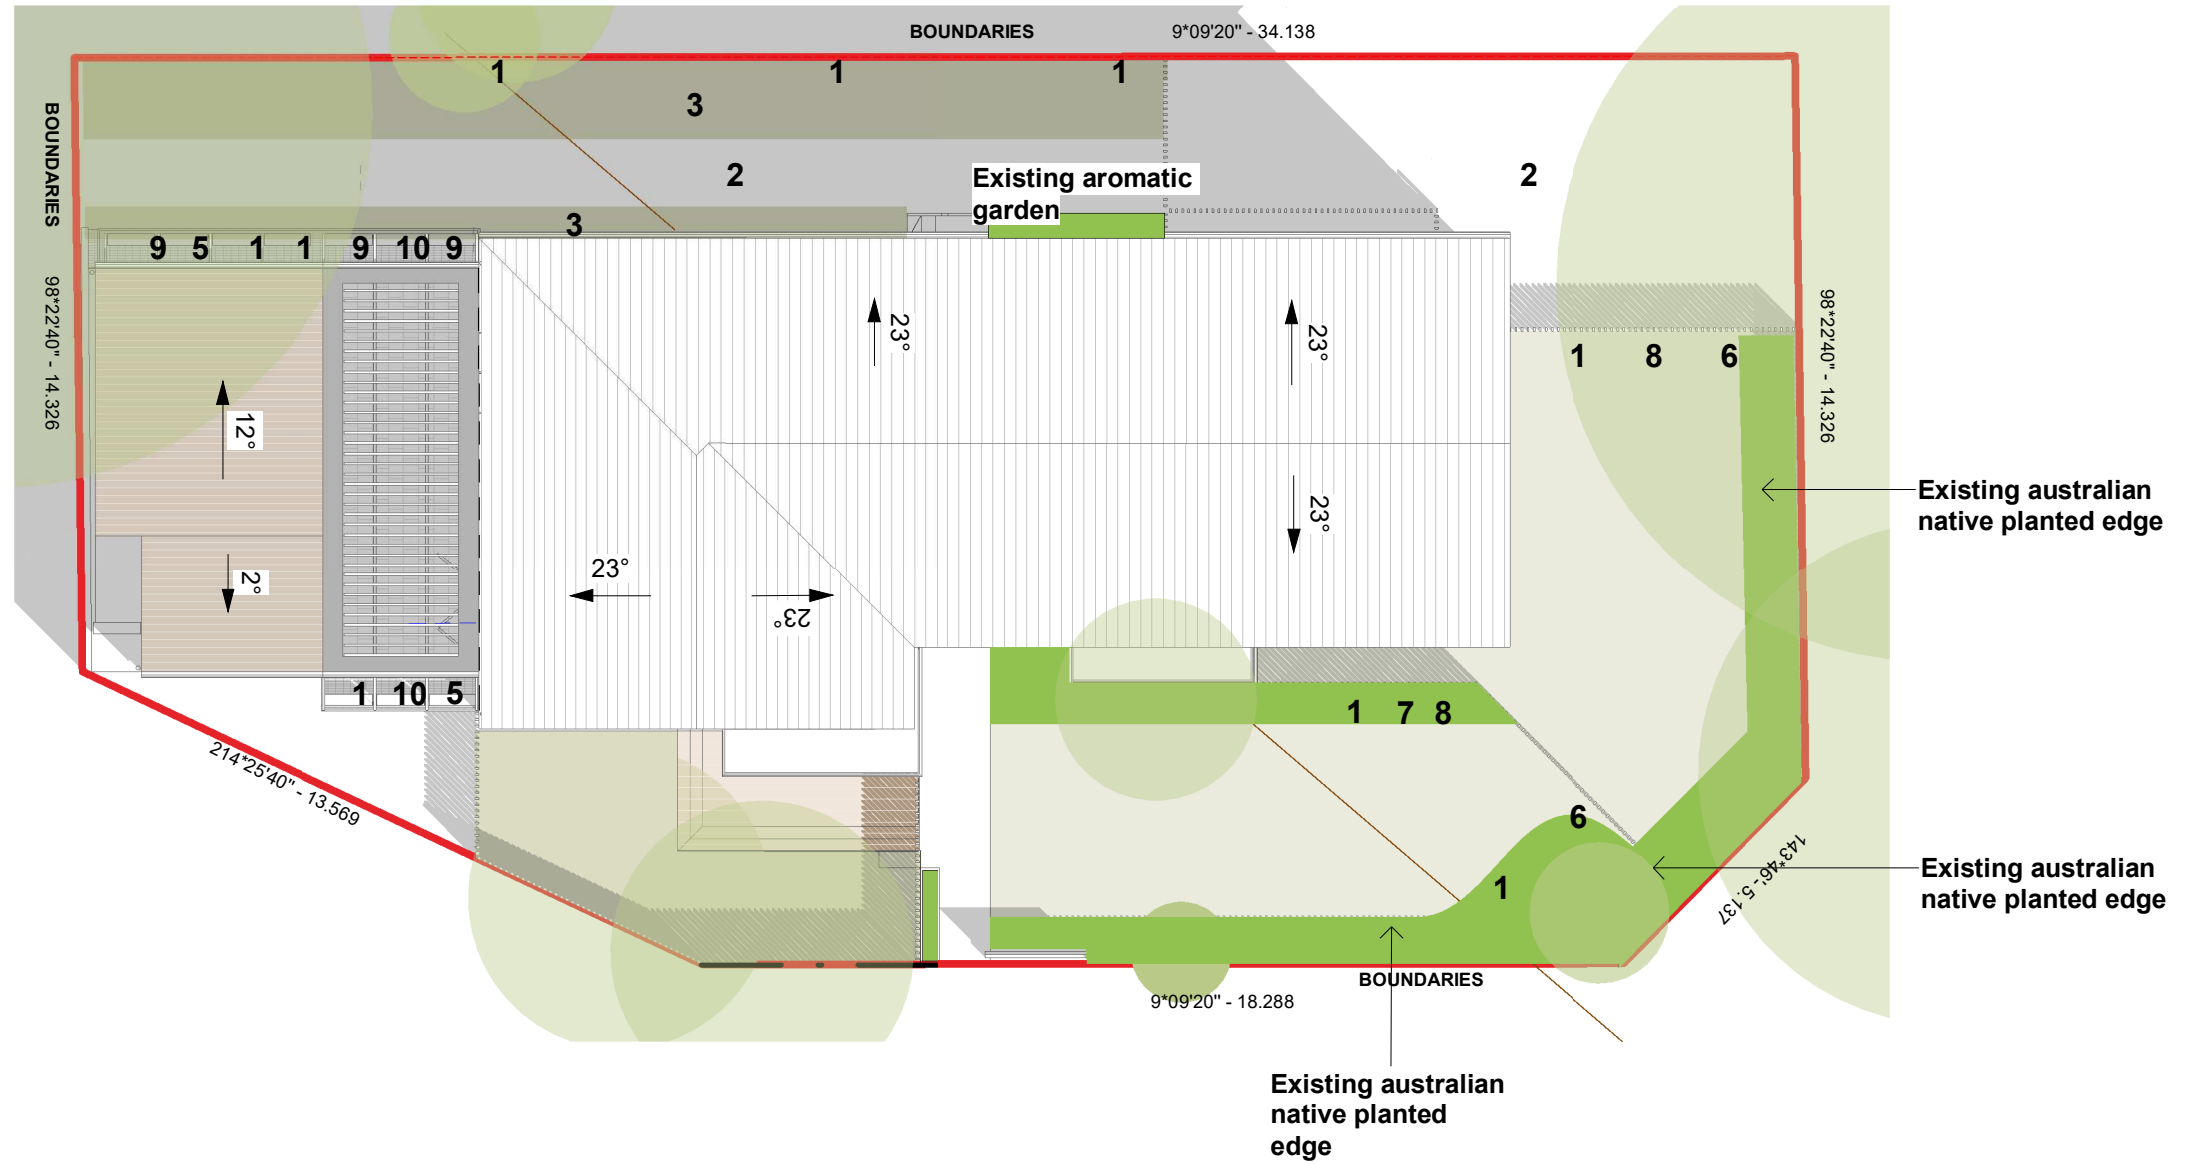 BOUNDARIES
9*09'20" - 34.138
1
1
1
3
BOUNDARIES
2
Existing aromatic
garden
2
3
9 5 1 1 9 10 9
98*22'40" - 14.326
23°
23°
98*22'40" - 14.326
1 8 6
12°
Existing australian
native planted edge
23°
2°
23°
23°
1 10 5
1 7 8
214*25'40" - 13.569
6
143*46' - 5.137
Existing australian
native planted edge
1
BOUNDARIES
9*09'20" - 18.288
Existing australian
native planted
edge